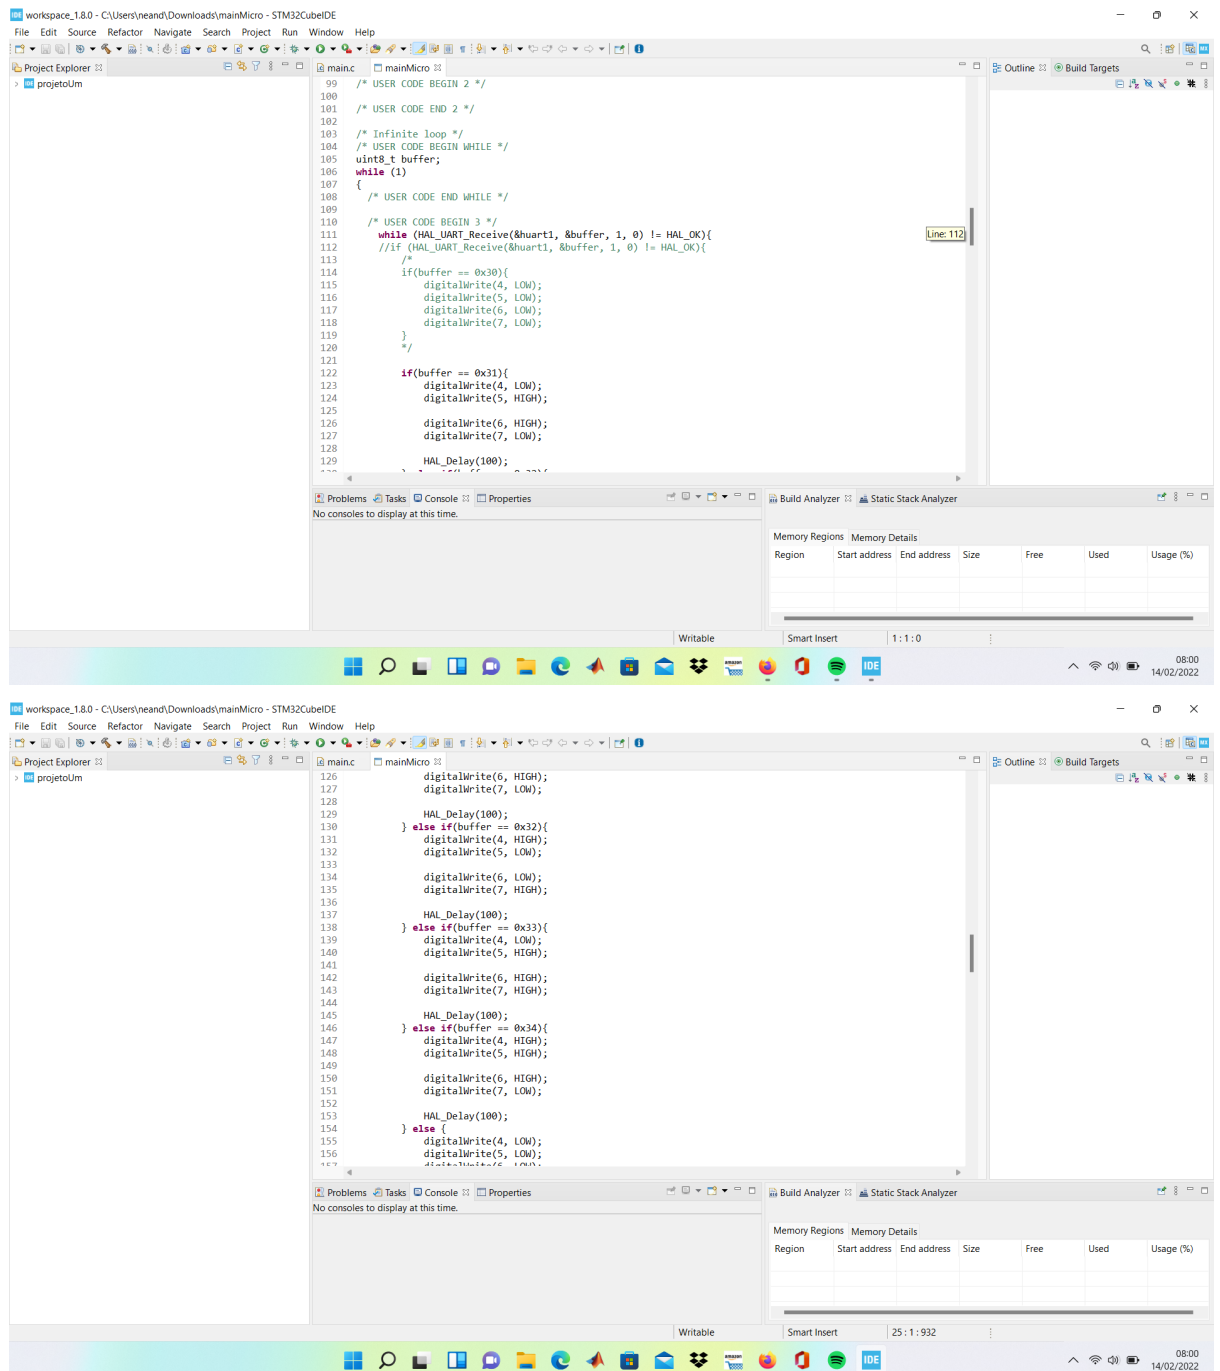 workspace_1.8.0 - C:\Users\neand\Downloads\mainMicro - STM32CubeIDE
File Edit Source Refactor Navigate Search Project Run Window Help
Project Explorer
projetoUm
main.c mainMicro
99 /* USER CODE BEGIN 2 */
100
101 /* USER CODE END 2 */
102
103 /* Infinite loop */
104 /* USER CODE BEGIN WHILE */
105 uint8_t buffer;
106 while (1)
107 {
108 /* USER CODE END WHILE */
109
110 /* USER CODE BEGIN 3 */
111 while (HAL_UART_Receive(&huart1, &buffer, 1, 0) != HAL_OK){
112 //if (HAL_UART_Receive(&huart1, &buffer, 1, 0) != HAL_OK){
113 /*
114 if(buffer == 0x30){
115 digitalWrite(4, LOW);
116 digitalWrite(5, LOW);
117 digitalWrite(6, LOW);
118 digitalWrite(7, LOW);
119 }
120 */
121
122 if(buffer == 0x31){
123 digitalWrite(4, LOW);
124 digitalWrite(5, HIGH);
125
126 digitalWrite(6, HIGH);
127 digitalWrite(7, LOW);
128
129 HAL_Delay(100);
Line: 112
Outline Build Targets
Problems Tasks Console Properties
No consoles to display at this time.
Build Analyzer Static Stack Analyzer
Memory Regions Memory Details
Region Start address End address Size Free Used Usage (%)
Writable Smart Insert 1 : 1 : 0
amazon
IDE
08:00
14/02/2022
workspace_1.8.0 - C:\Users\neand\Downloads\mainMicro - STM32CubeIDE
File Edit Source Refactor Navigate Search Project Run Window Help
Project Explorer
projetoUm
main.c mainMicro
126 digitalWrite(6, HIGH);
127 digitalWrite(7, LOW);
128
129 HAL_Delay(100);
130 } else if(buffer == 0x32){
131 digitalWrite(4, HIGH);
132 digitalWrite(5, LOW);
133
134 digitalWrite(6, LOW);
135 digitalWrite(7, HIGH);
136
137 HAL_Delay(100);
138 } else if(buffer == 0x33){
139 digitalWrite(4, LOW);
140 digitalWrite(5, HIGH);
141
142 digitalWrite(6, HIGH);
143 digitalWrite(7, HIGH);
144
145 HAL_Delay(100);
146 } else if(buffer == 0x34){
147 digitalWrite(4, HIGH);
148 digitalWrite(5, HIGH);
149
150 digitalWrite(6, HIGH);
151 digitalWrite(7, LOW);
152
153 HAL_Delay(100);
154 } else {
155 digitalWrite(4, LOW);
156 digitalWrite(5, LOW);
Outline Build Targets
Problems Tasks Console Properties
No consoles to display at this time.
Build Analyzer Static Stack Analyzer
Memory Regions Memory Details
Region Start address End address Size Free Used Usage (%)
Writable Smart Insert 25 : 1 : 932
amazon
IDE
08:00
14/02/2022